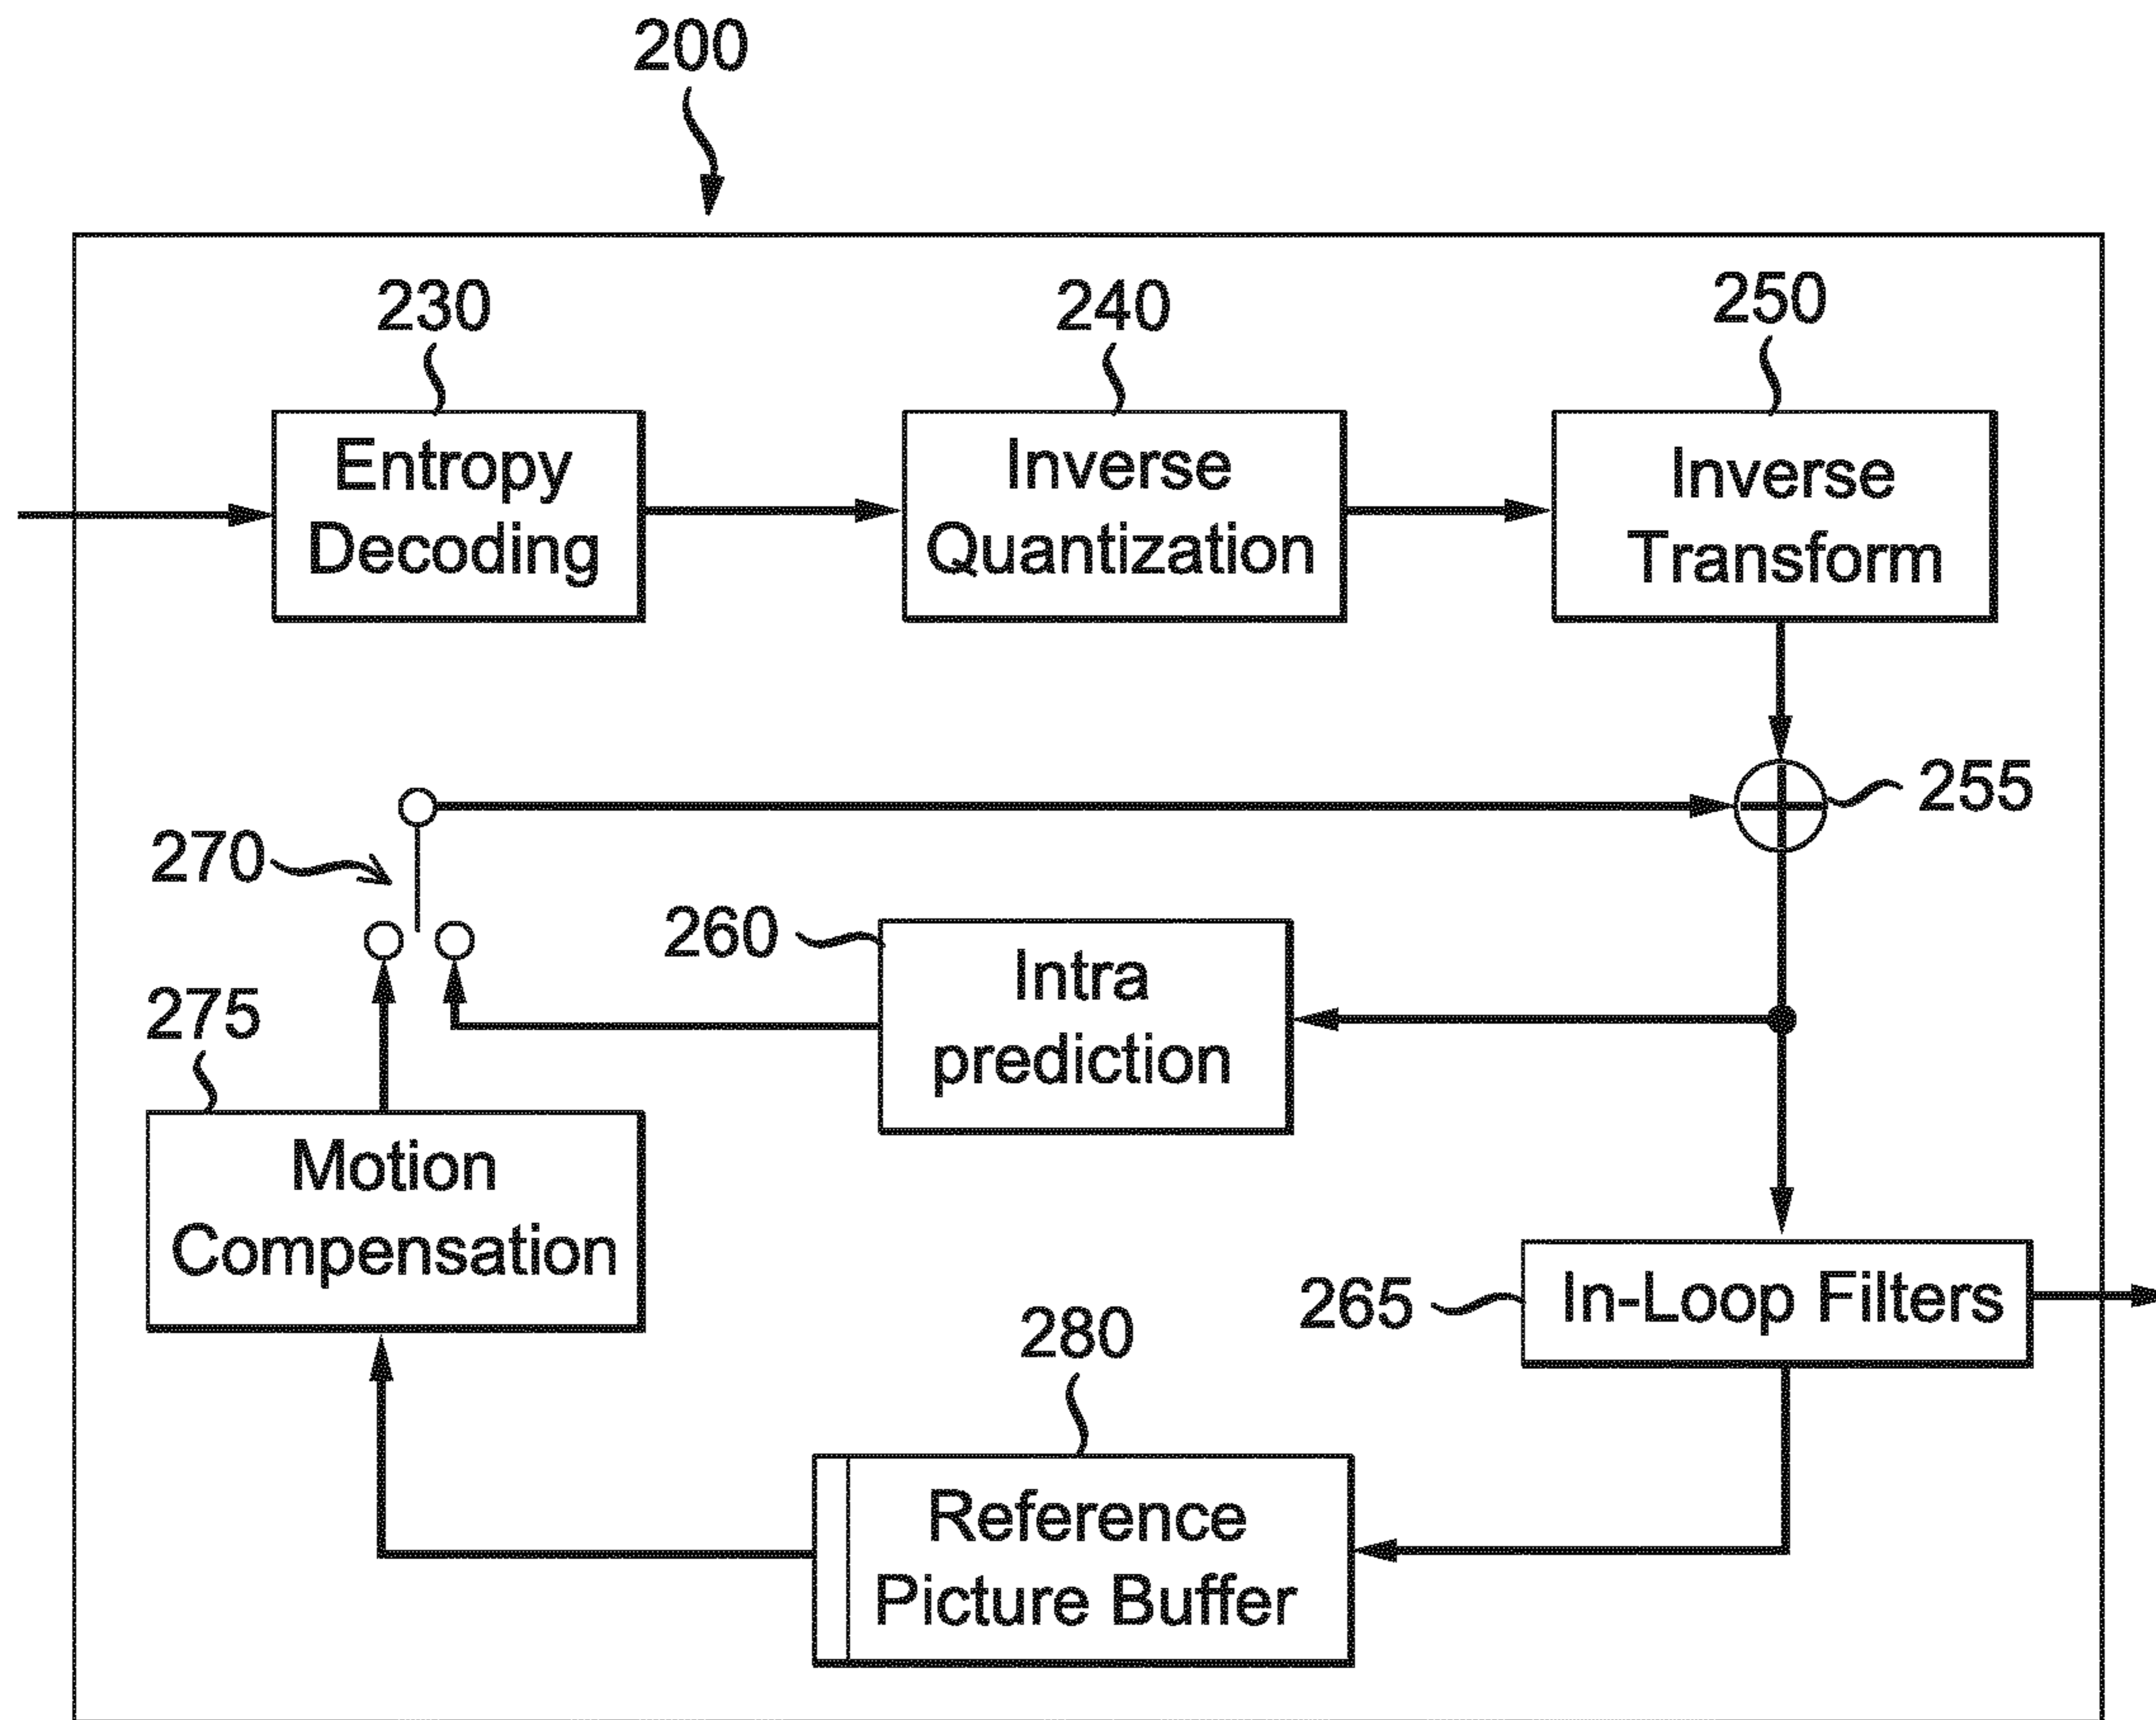 200
230
240
250
Entropy
Decoding
Inverse
Quantization
Inverse
Transform
255
270
260
Intra
prediction
275
Motion
Compensation
265
In-Loop Filters
280
Reference
Picture Buffer